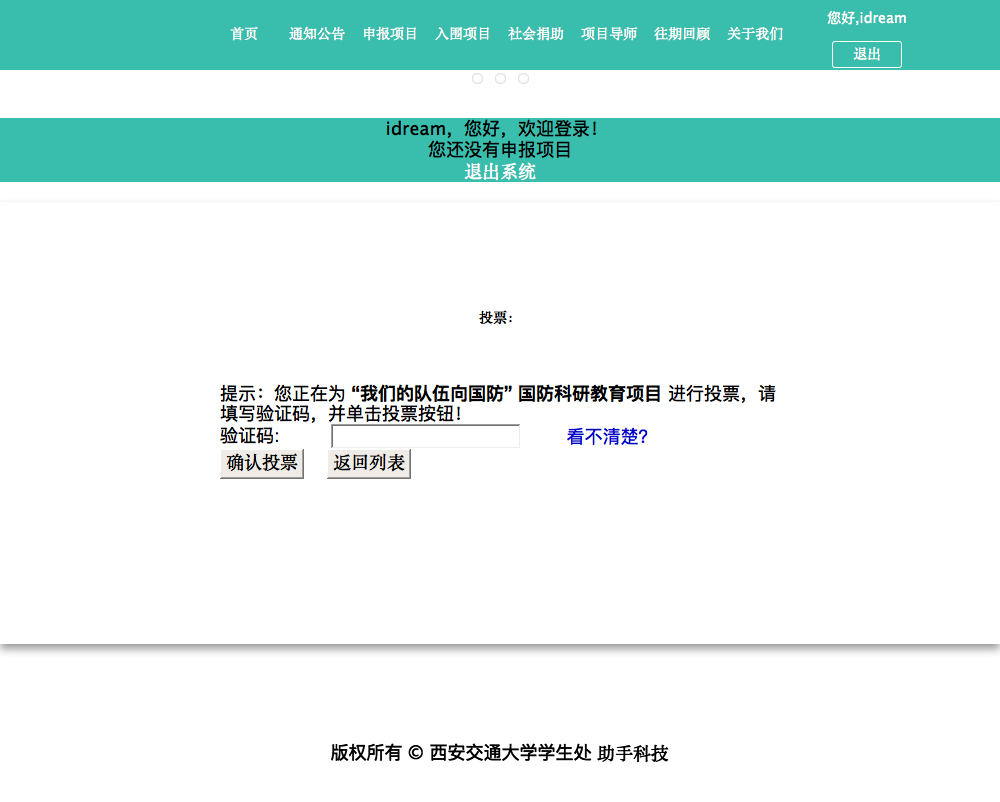 首页 通知公告 申报项目 入围项目 社会捐助 项目导师 往期回顾 关于我们 您好,idream
退出
idream，您好，欢迎登录！
您还没有申报项目
退出系统
投票：
提示：您正在为 “我们的队伍向国防” 国防科研教育项目 进行投票，请
填写验证码，并单击投票按钮！
验证码: 看不清楚?
确认投票 返回列表
版权所有 © 西安交通大学学生处 助手科技